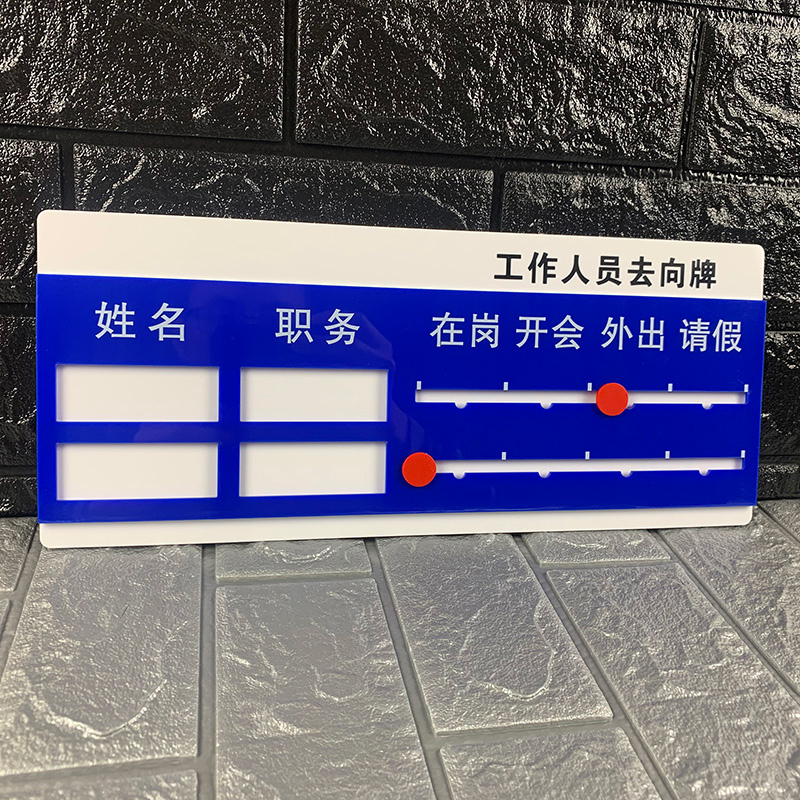 工作人员去向牌
姓名 职务 在岗 开会 外出 请假